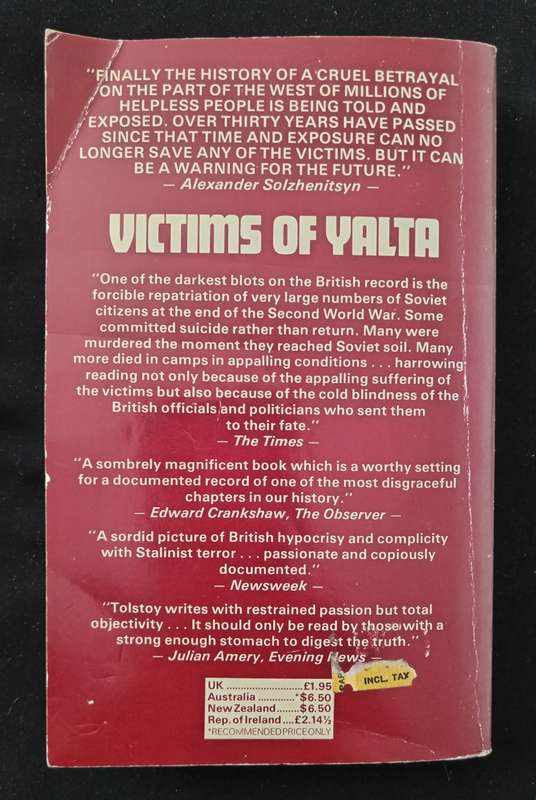 "FINALLY THE HISTORY OF A CRUEL BETRAYAL
ON THE PART OF THE WEST OF MILLIONS OF
HELPLESS PEOPLE IS BEING TOLD AND
EXPOSED. OVER THIRTY YEARS HAVE PASSED
SINCE THAT TIME AND EXPOSURE CAN NO
LONGER SAVE ANY OF THE VICTIMS. BUT IT CAN
BE A WARNING FOR THE FUTURE."
— Alexander Solzhenitsyn —
VICTIMS OF YALTA
"One of the darkest blots on the British record is the
forcible repatriation of very large numbers of Soviet
citizens at the end of the Second World War. Some
committed suicide rather than return. Many were
murdered the moment they reached Soviet soil. Many
more died in camps in appalling conditions . . . harrowing
reading not only because of the appalling suffering of
the victims but also because of the cold blindness of the
British officials and politicians who sent them
to their fate."
— The Times —
"A sombrely magnificent book which is a worthy setting
for a documented record of one of the most disgraceful
chapters in our history."
— Edward Crankshaw, The Observer —
"A sordid picture of British hypocrisy and complicity
with Stalinist terror . . . passionate and copiously
documented."
— Newsweek —
"Tolstoy writes with restrained passion but total
objectivity . . . It should only be read by those with a
strong enough stomach to digest the truth."
— Julian Amery, Evening News —
INCL. TAX
UK ..........................£1.95
Australia ............*$6.50
New Zealand.......$6.50
Rep. of Ireland....£2.14½
*RECOMMENDED PRICE ONLY